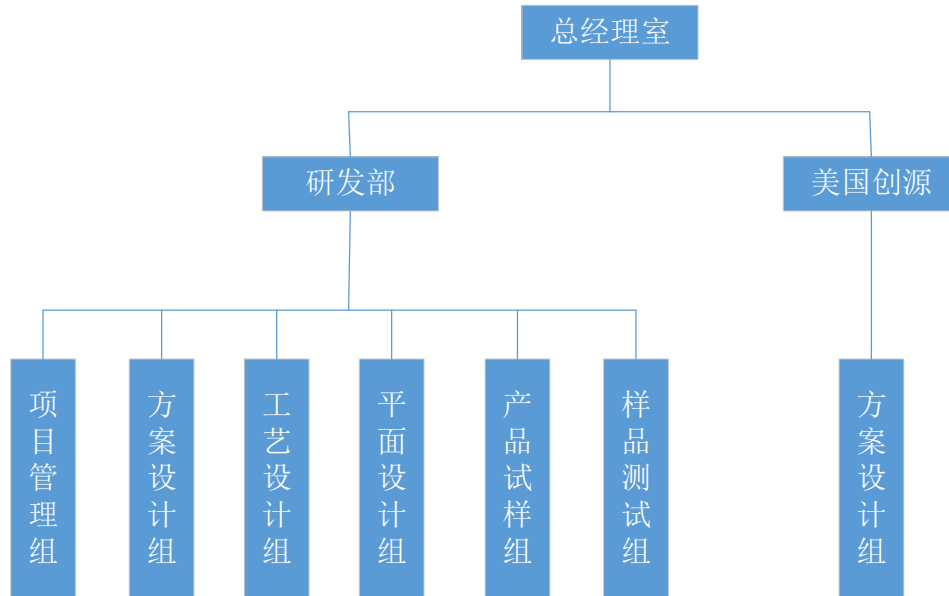 总经理室
研发部
美国创源
项目管理组
方案设计组
工艺设计组
平面设计组
产品试样组
样品测试组
方案设计组